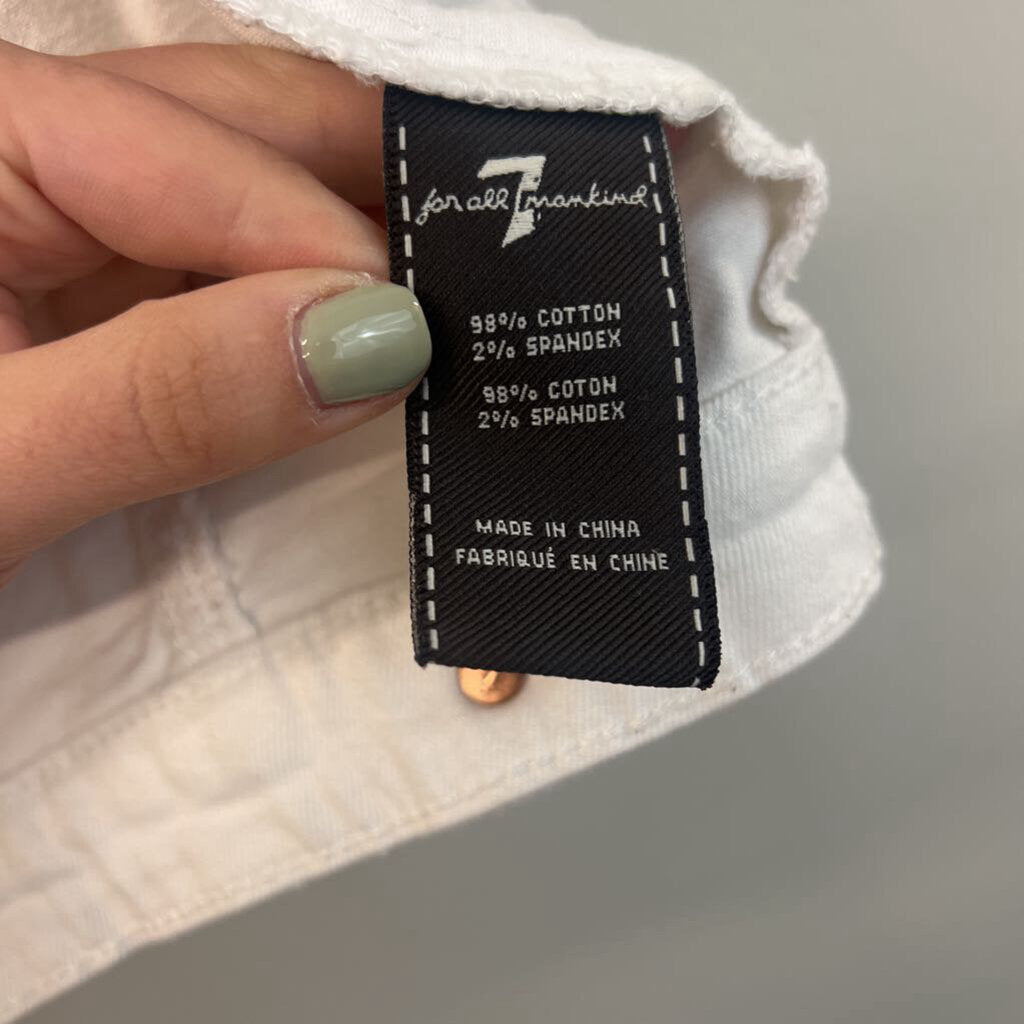 7
for all mankind
98% COTTON
2% SPANDEX
98% COTON
2% SPANDEX
MADE IN CHINA
FABRIQUÉ EN CHINE